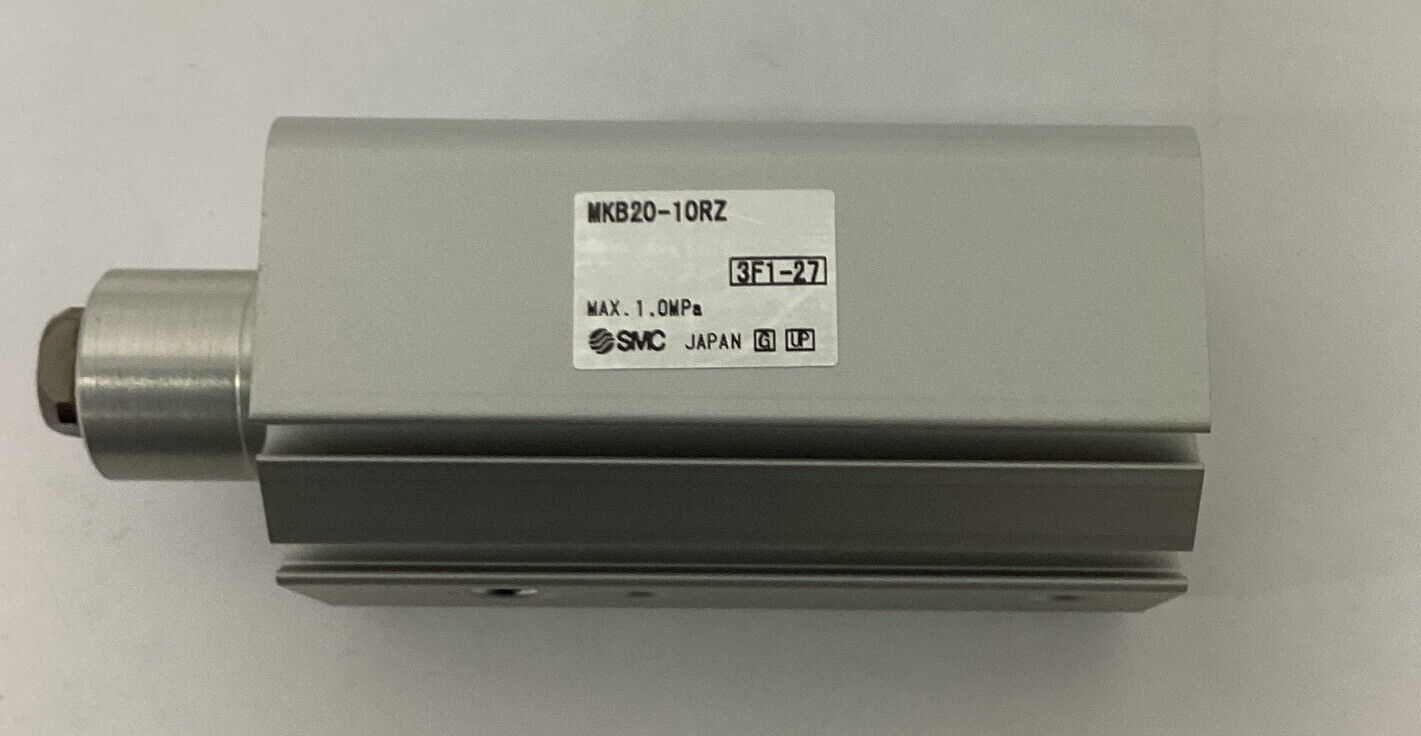 MKB20-10RZ
3F1-27
MAX.1.0MPa
SMC JAPAN G UP